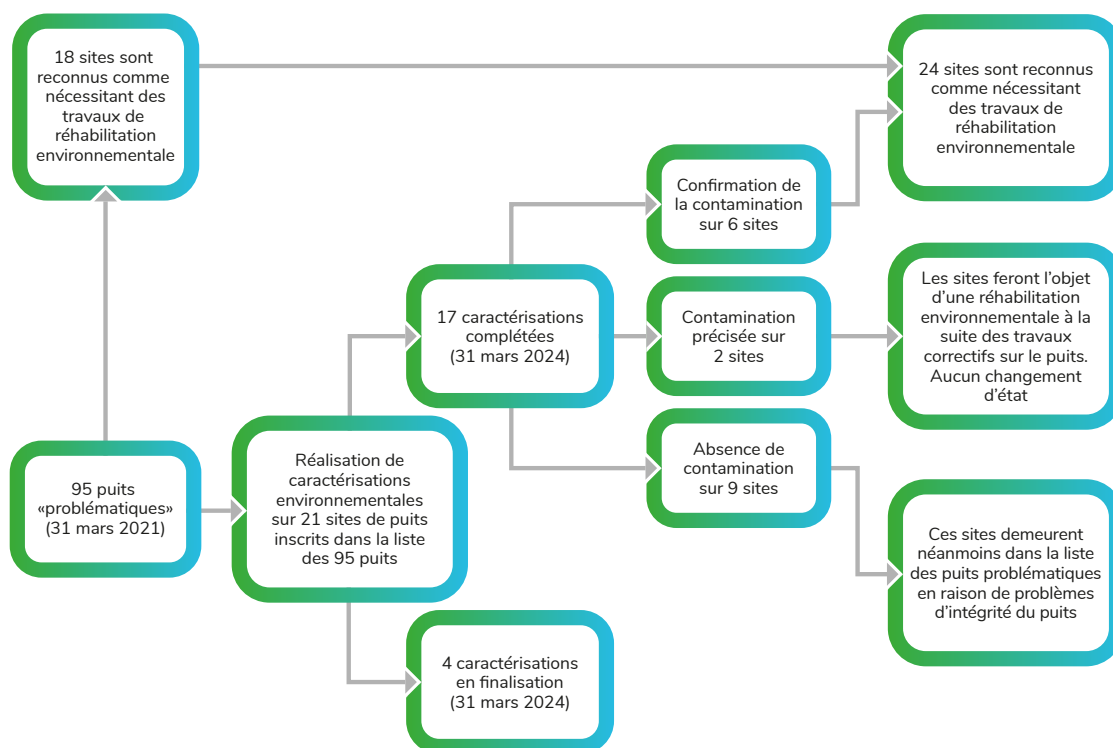 18 sites sont
reconnus comme
nécessitant des
travaux de
réhabilitation
environnementale
24 sites sont reconnus
comme nécessitant
des travaux de
réhabilitation
environnementale
Confirmation de
la contamination
sur 6 sites
17 caractérisations
complétées
(31 mars 2024)
Contamination
précisée sur
2 sites
Les sites feront l’objet
d’une réhabilitation
environnementale à la
suite des travaux
correctifs sur le puits.
Aucun changement
d’état
95 puits
«problématiques»
(31 mars 2021)
Réalisation de
caractérisations
environnementales
sur 21 sites de puits
inscrits dans la liste
des 95 puits
Absence de
contamination
sur 9 sites
Ces sites demeurent
néanmoins dans la liste
des puits problématiques
en raison de problèmes
d’intégrité du puits
4 caractérisations
en finalisation
(31 mars 2024)